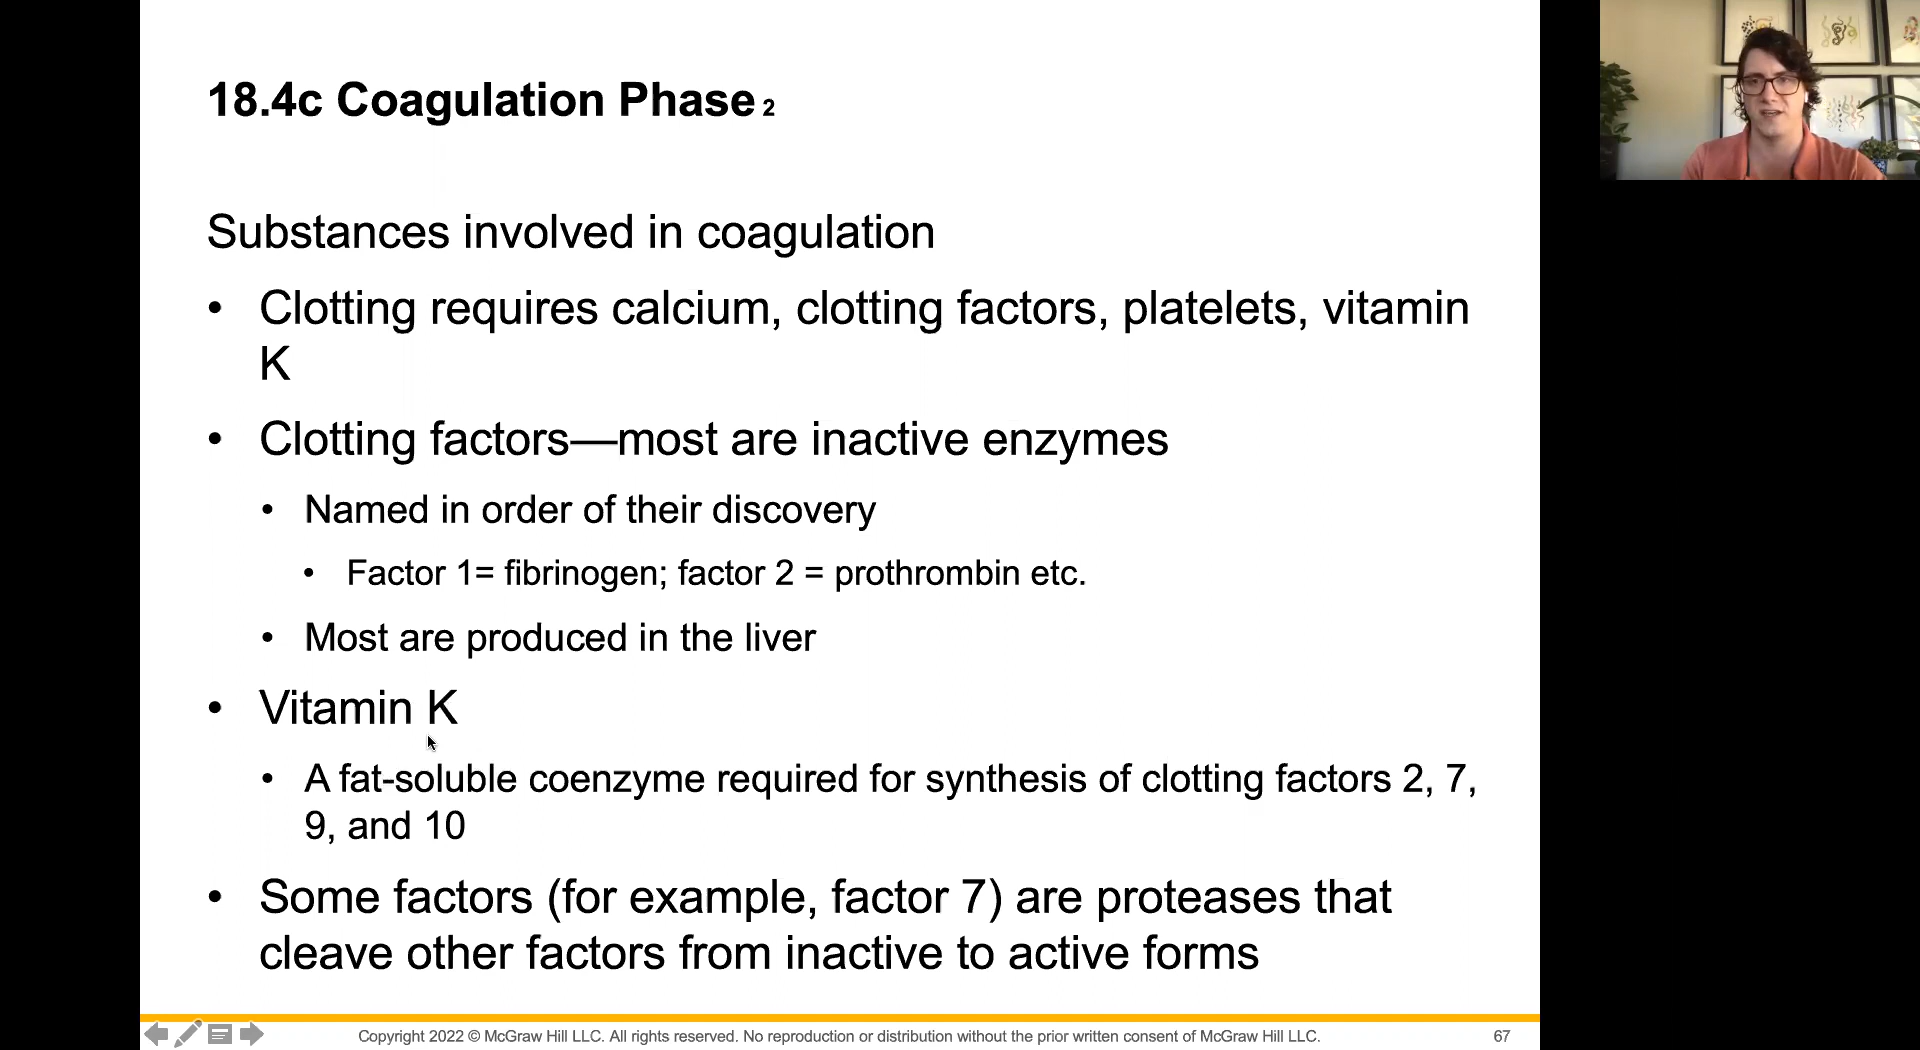 18.4c Coagulation Phase 2
Substances involved in coagulation
• Clotting requires calcium, clotting factors, platelets, vitamin
K
• Clotting factors—most are inactive enzymes
• Named in order of their discovery
• Factor 1= fibrinogen; factor 2 = prothrombin etc.
• Most are produced in the liver
• Vitamin K
• A fat-soluble coenzyme required for synthesis of clotting factors 2, 7,
9, and 10
• Some factors (for example, factor 7) are proteases that
cleave other factors from inactive to active forms
Copyright 2022 © McGraw Hill LLC. All rights reserved. No reproduction or distribution without the prior written consent of McGraw Hill LLC.
67